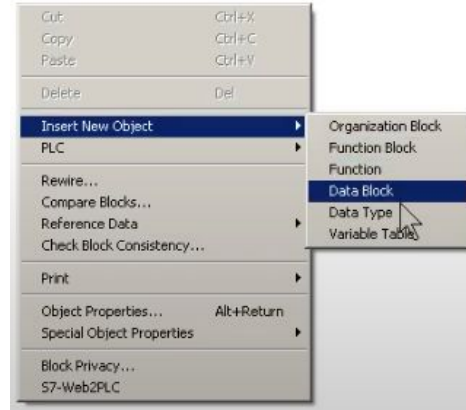 Cut Ctrl+X
Copy Ctrl+C
Paste Ctrl+V
Delete Del
Insert New Object
PLC
Rewire...
Compare Blocks...
Reference Data
Check Block Consistency...
Print
Object Properties... Alt+Return
Special Object Properties
Block Privacy...
S7-Web2PLC
Organization Block
Function Block
Function
Data Block
Data Type
Variable Table